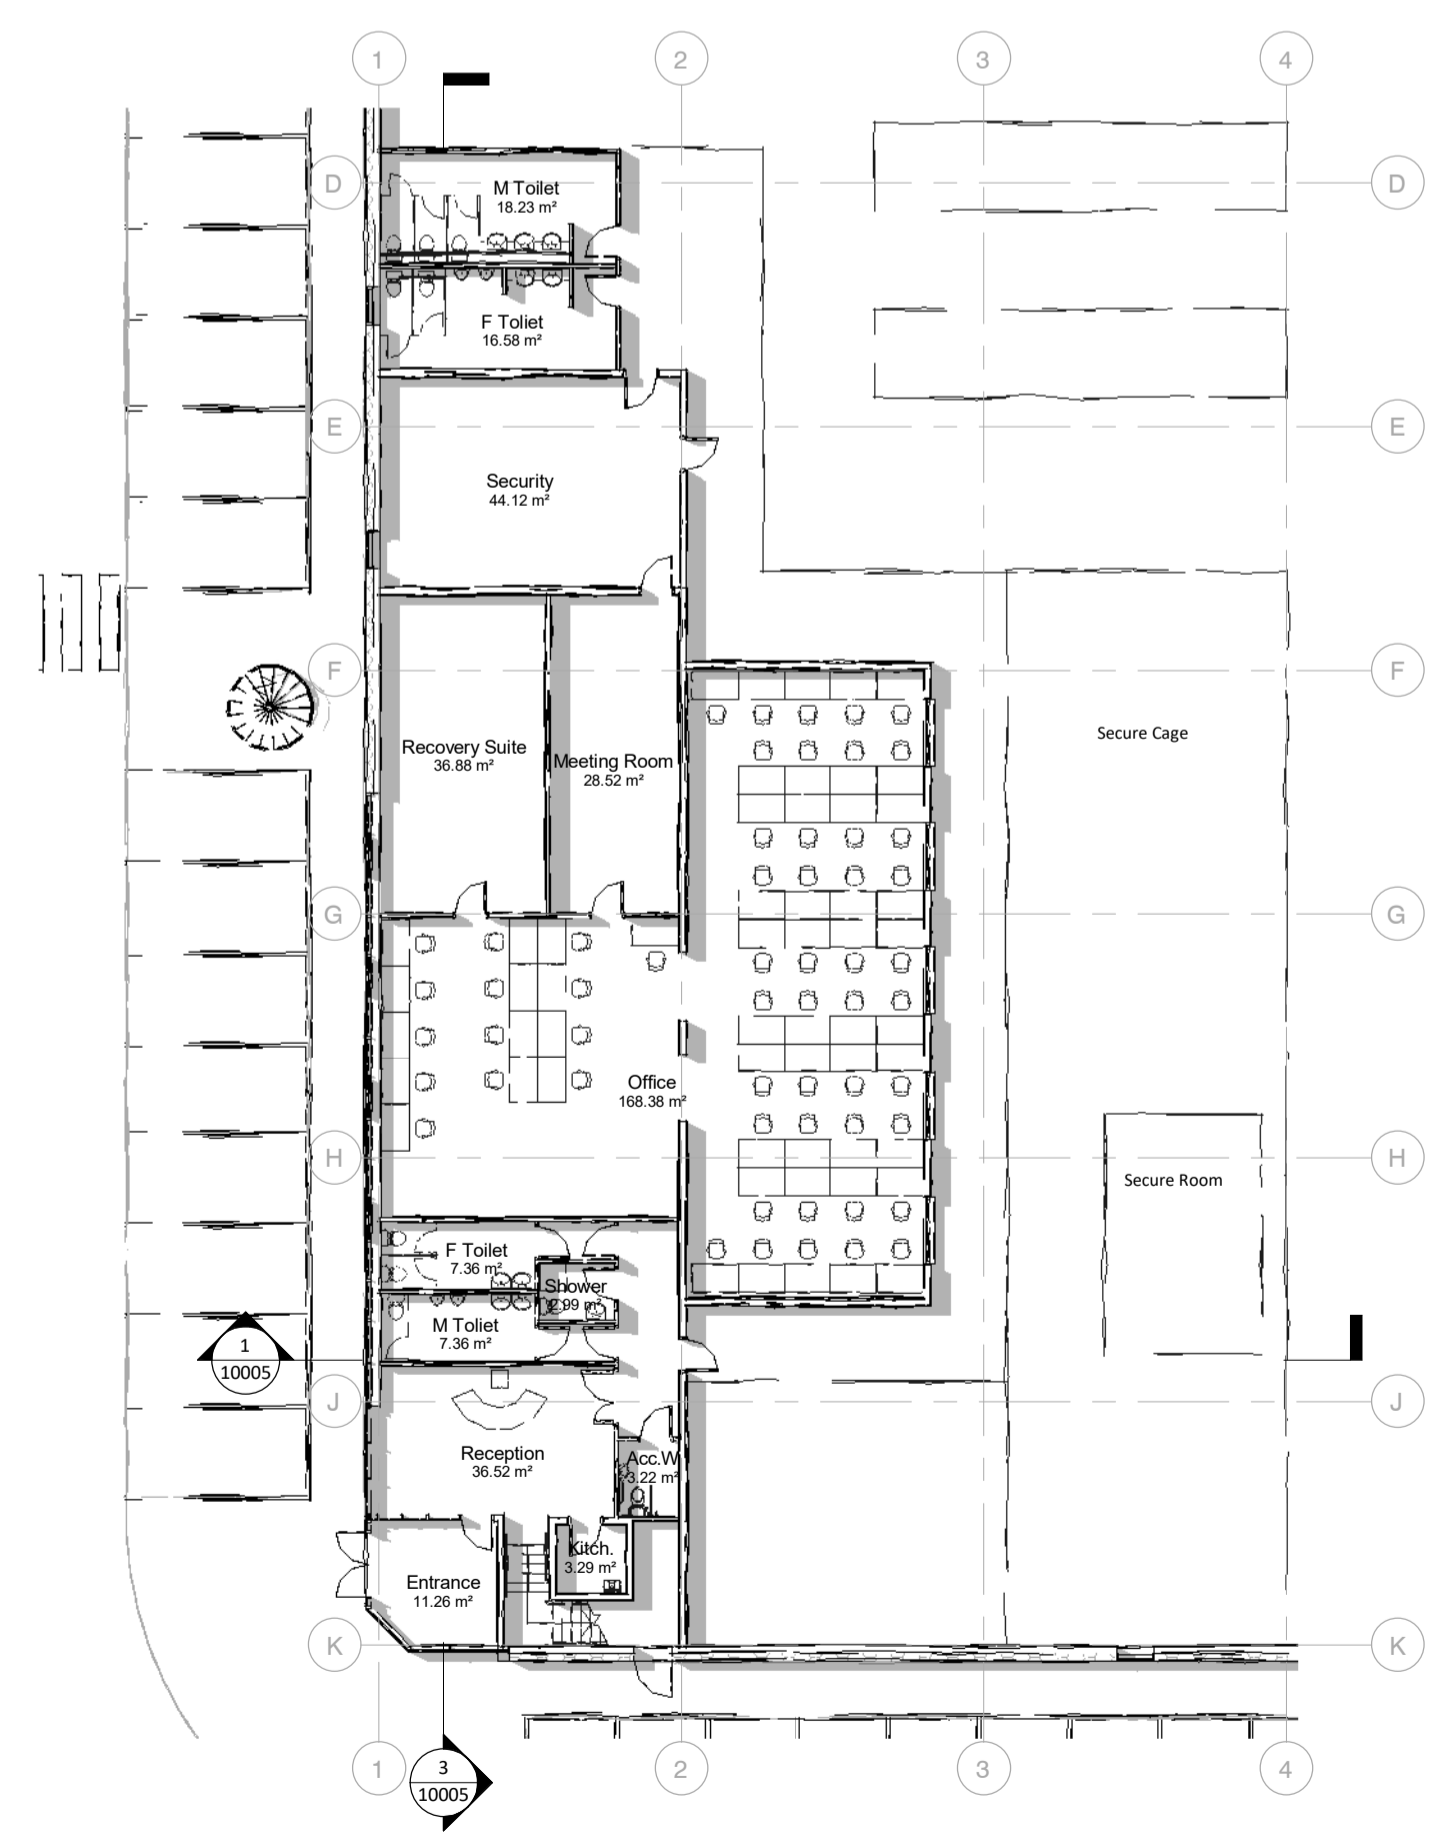 1
2
3
4
D
M Toilet
18.23 m²
D
F Toliet
16.58 m²
E
E
Security
44.12 m²
F
F
Secure Cage
Recovery Suite
36.88 m²
Meeting Room
28.52 m²
G
G
Office
168.38 m²
H
H
Secure Room
F Toilet
7.36 m²
Shower
2.99 m²
M Toliet
7.36 m²
1
10005
J
J
Reception
36.52 m²
Acc.W
3.22 m²
Kitch.
3.29 m²
Entrance
11.26 m²
K
K
1
2
3
4
3
10005